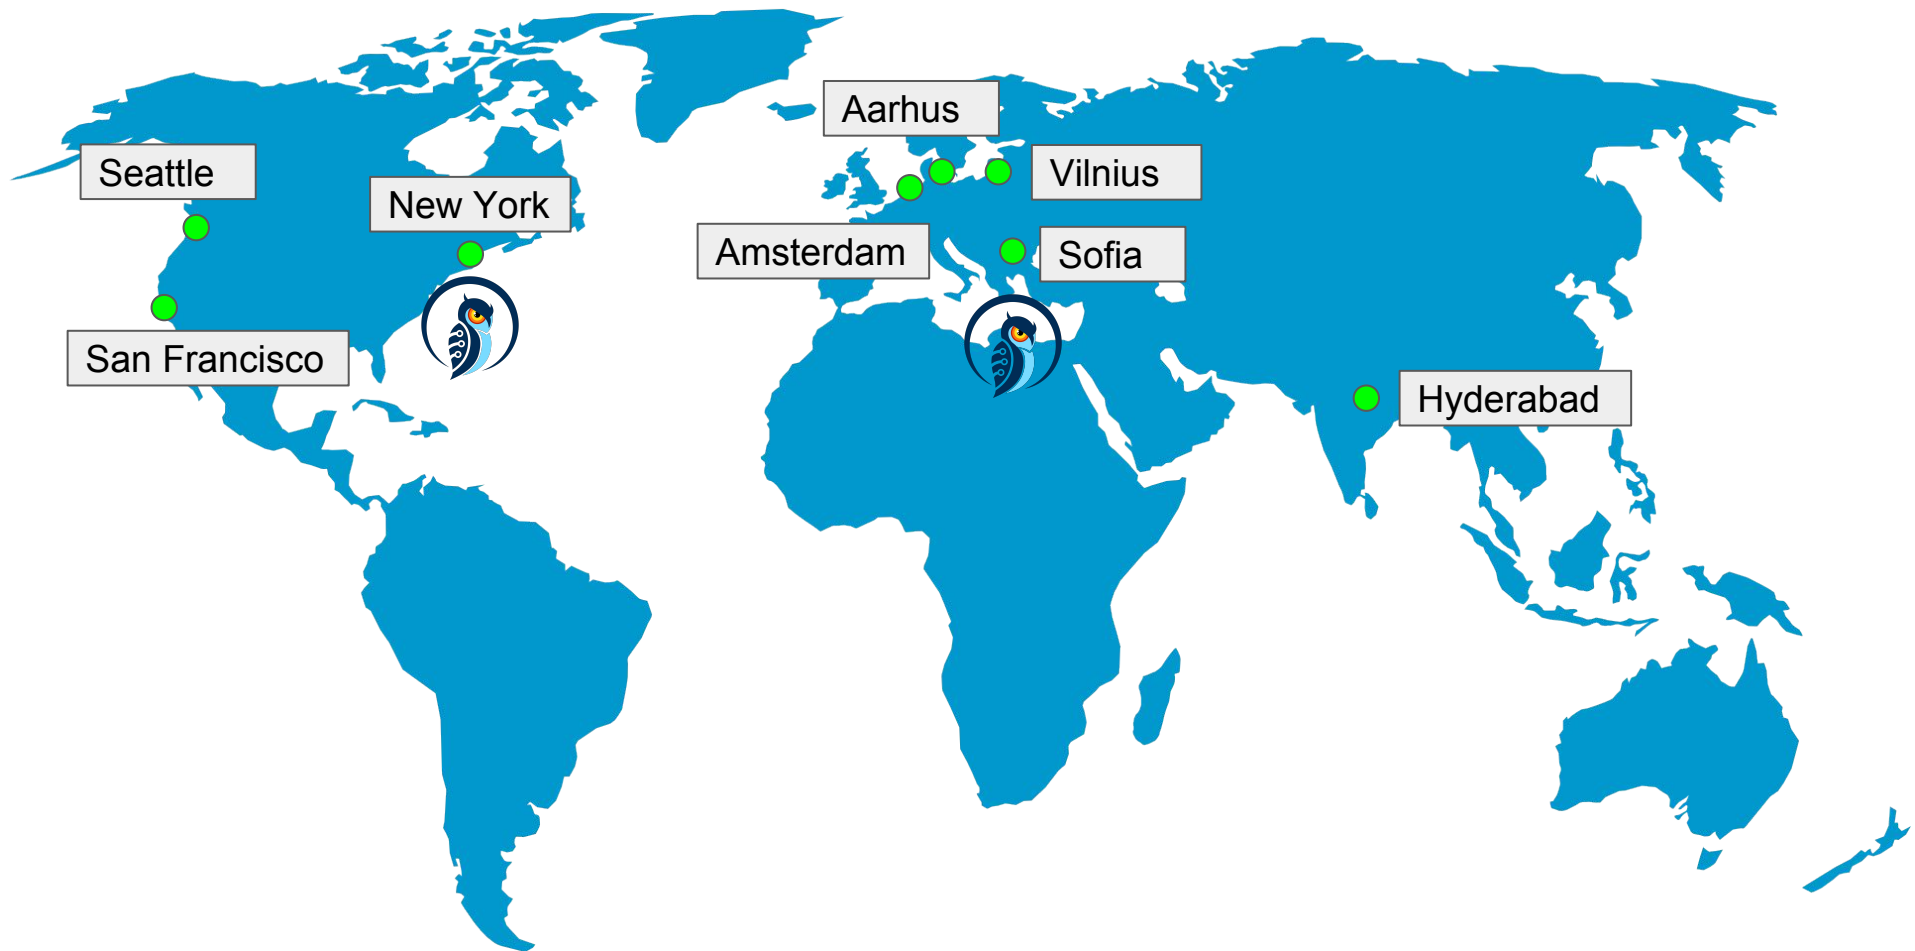 Aarhus
Seattle
Vilnius
New York
Amsterdam
Sofia
San Francisco
Hyderabad